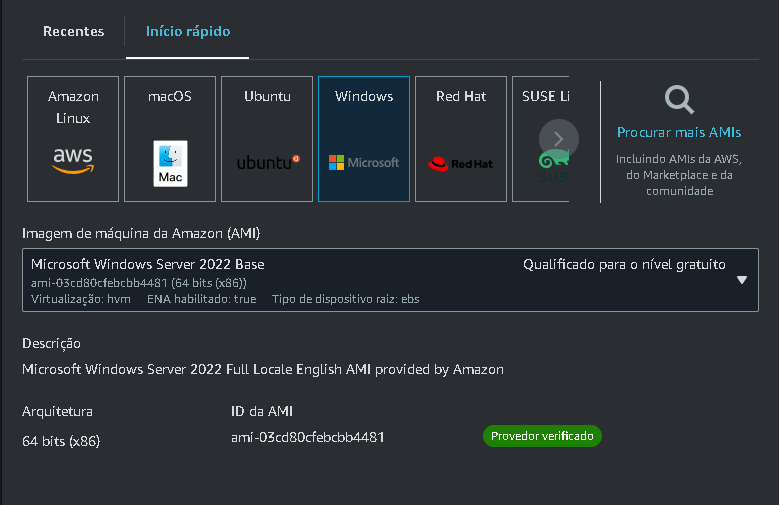 Recentes
Início rápido
Amazon
Linux
aws
macOS
Mac
Ubuntu
ubuntu
Windows
Microsoft
Red Hat
Red Hat
SUSE Li
SUS
Procurar mais AMIs
Incluindo AMIs da AWS,
do Marketplace e da
comunidade
Imagem de máquina da Amazon (AMI)
Microsoft Windows Server 2022 Base
Qualificado para o nível gratuito
ami-03cd80cfebcbb4481 (64 bits (x86))
Virtualização: hvm ENA habilitado: true Tipo de dispositivo raiz: ebs
Descrição
Microsoft Windows Server 2022 Full Locale English AMI provided by Amazon
Arquitetura
ID da AMI
64 bits (x86)
ami-03cd80cfebcbb4481
Provedor verificado